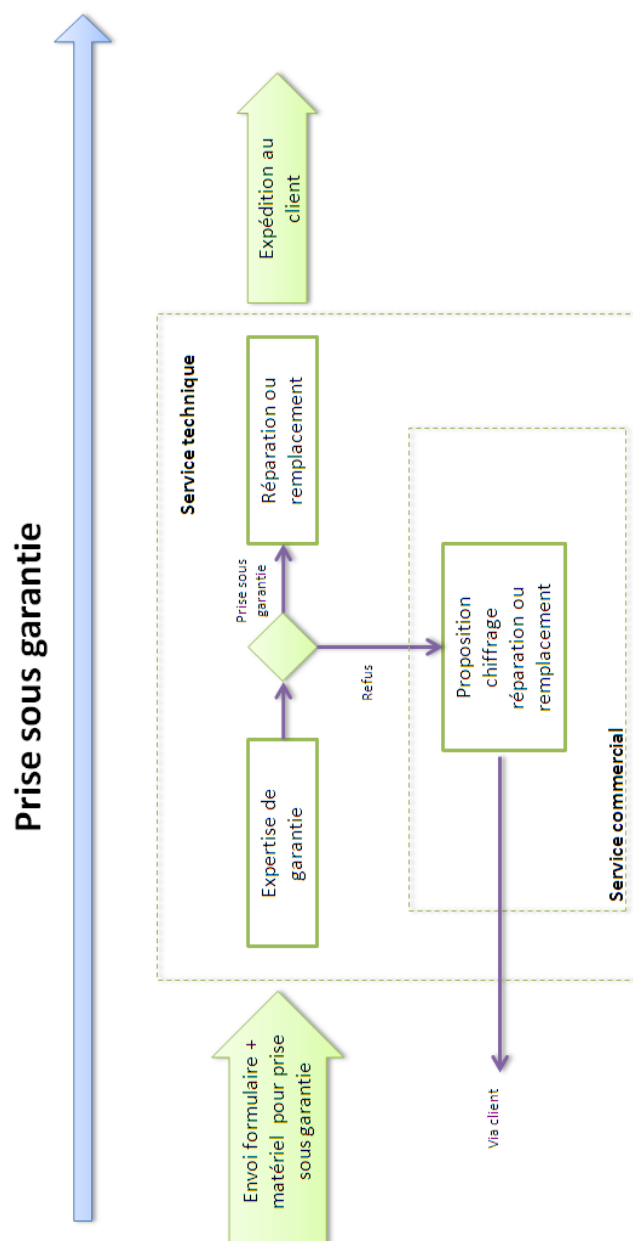 Prise sous garantie
Envoi formulaire +
matériel pour prise
sous garantie
Service technique
Expertise de
garantie
Prise sous
garantie
Réparation ou
remplacement
Expédition au
client
Refus
Proposition
chiffrage
réparation ou
remplacement
Service commercial
Via client